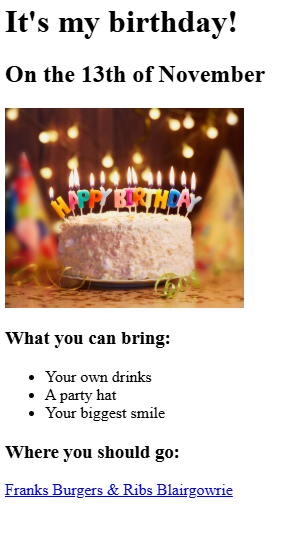 It's my birthday!
On the 13th of November
HAPPY BIRTHDAY
What you can bring:
Your own drinks
A party hat
Your biggest smile
Where you should go:
Franks Burgers & Ribs Blairgowrie